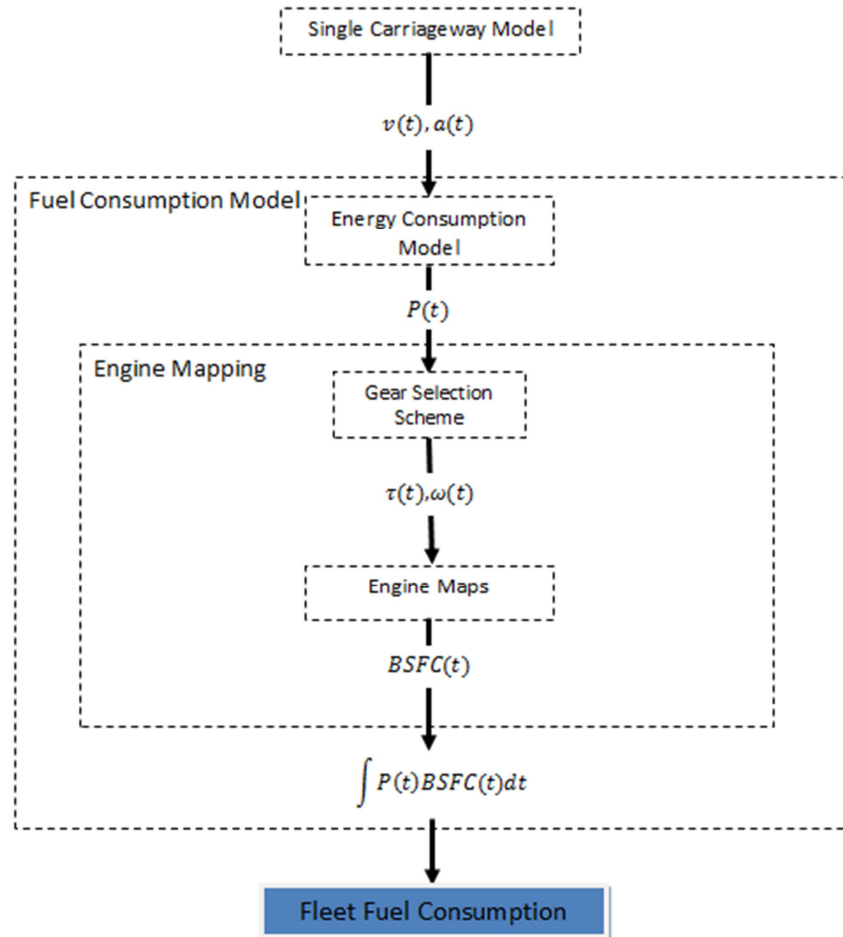 Single Carriageway Model
v(t), a(t)
Fuel Consumption Model
Energy Consumption
Model
P(t)
Engine Mapping
Gear Selection
Scheme
τ(t),ω(t)
Engine Maps
BSFC(t)
∫ P(t)BSFC(t)dt
Fleet Fuel Consumption